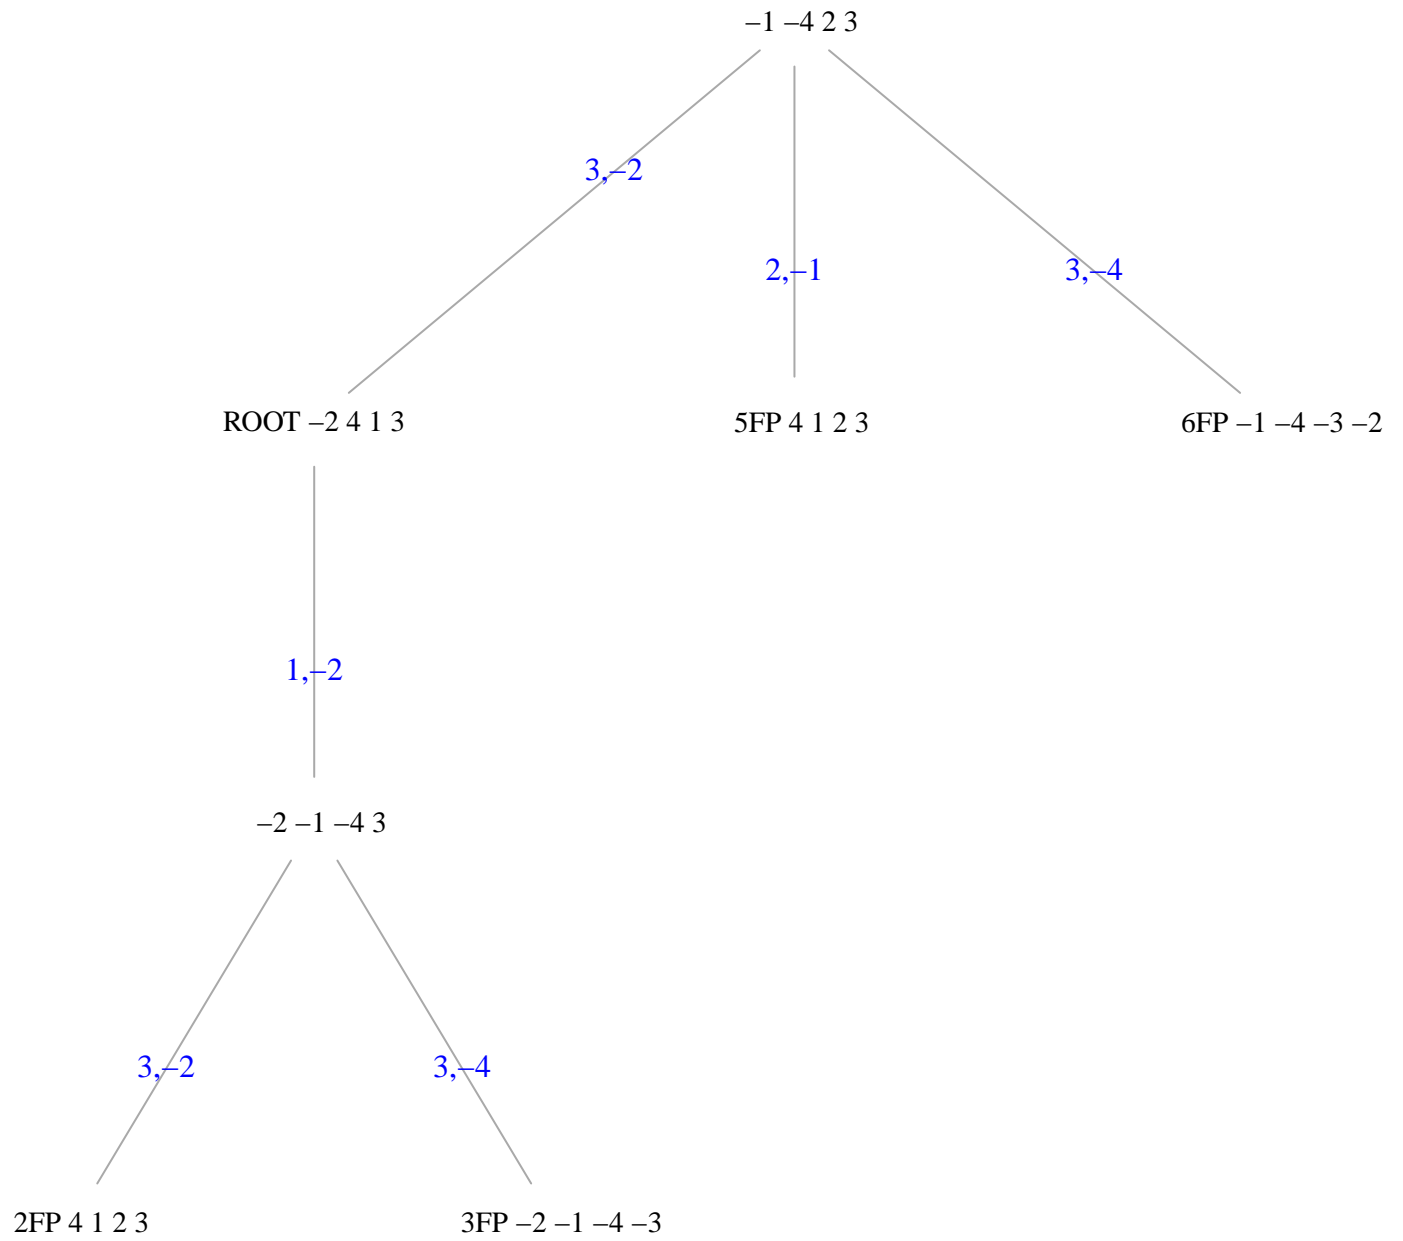 –1 –4 2 3
3,–2
2,–1
3,–4
ROOT –2 4 1 3
5FP 4 1 2 3
6FP –1 –4 –3 –2
1,–2
–2 –1 –4 3
3,–2
3,–4
2FP 4 1 2 3
3FP –2 –1 –4 –3